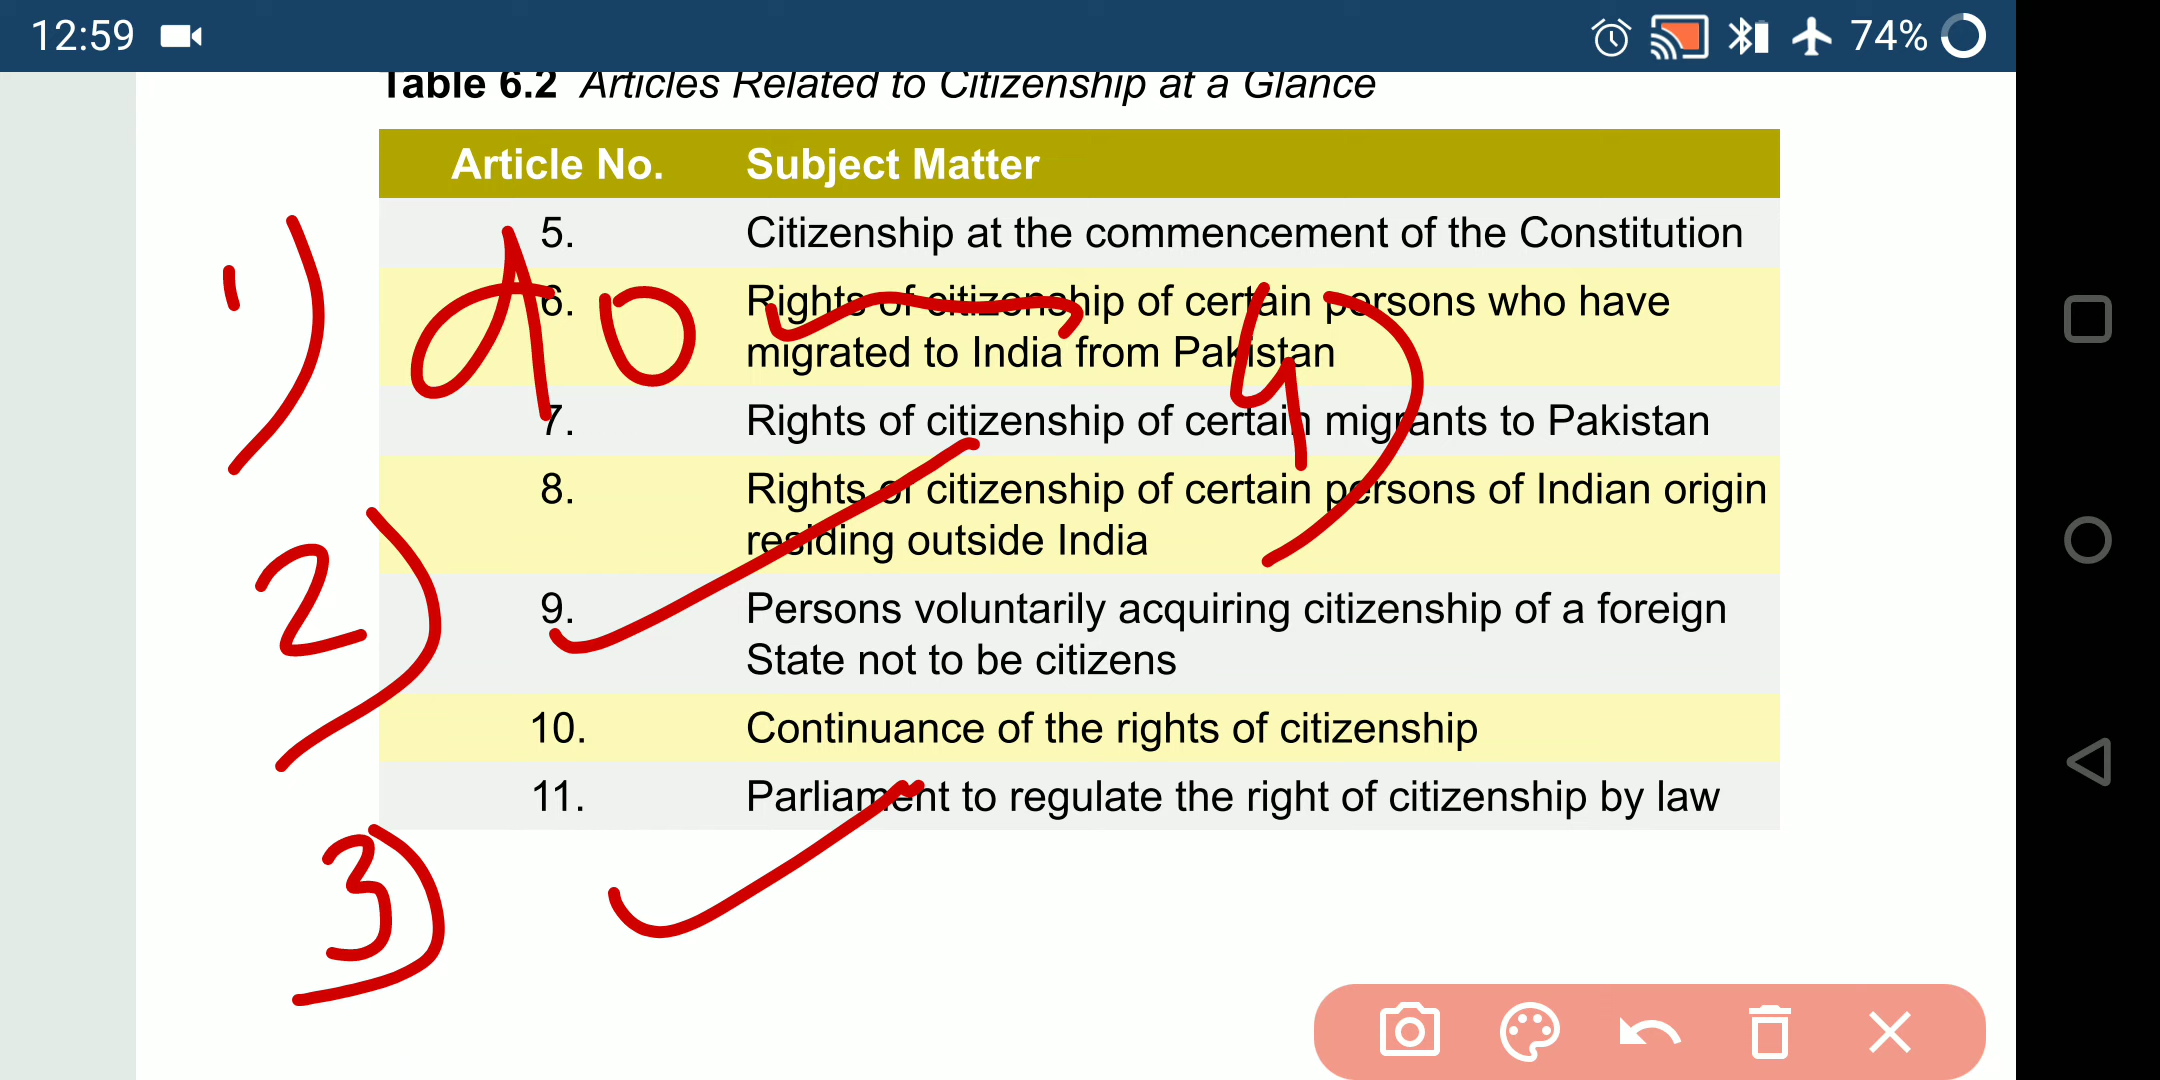 12:59 74%
Table 6.2 Articles Related to Citizenship at a Glance
Article No. Subject Matter
5. Citizenship at the commencement of the Constitution
6. Rights of citizenship of certain persons who have
migrated to India from Pakistan
7. Rights of citizenship of certain migrants to Pakistan
8. Rights of citizenship of certain persons of Indian origin
residing outside India
9. Persons voluntarily acquiring citizenship of a foreign
State not to be citizens
10. Continuance of the rights of citizenship
11. Parliament to regulate the right of citizenship by law
1)
2)
3)
4)